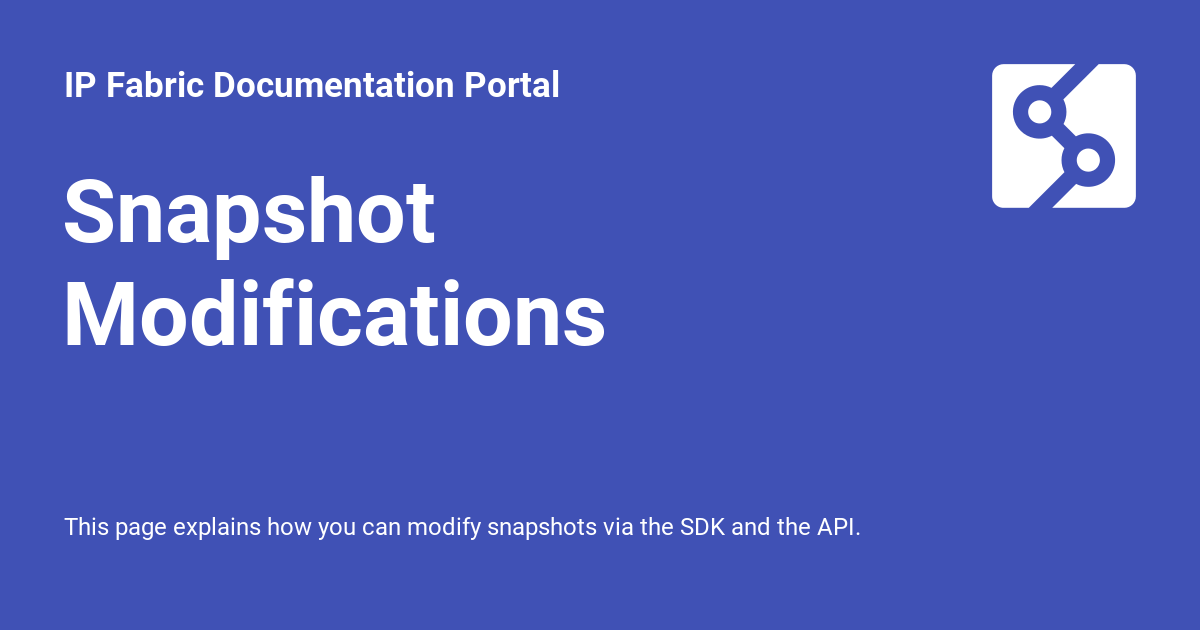 IP Fabric Documentation Portal
Snapshot
Modifications
This page explains how you can modify snapshots via the SDK and the API.